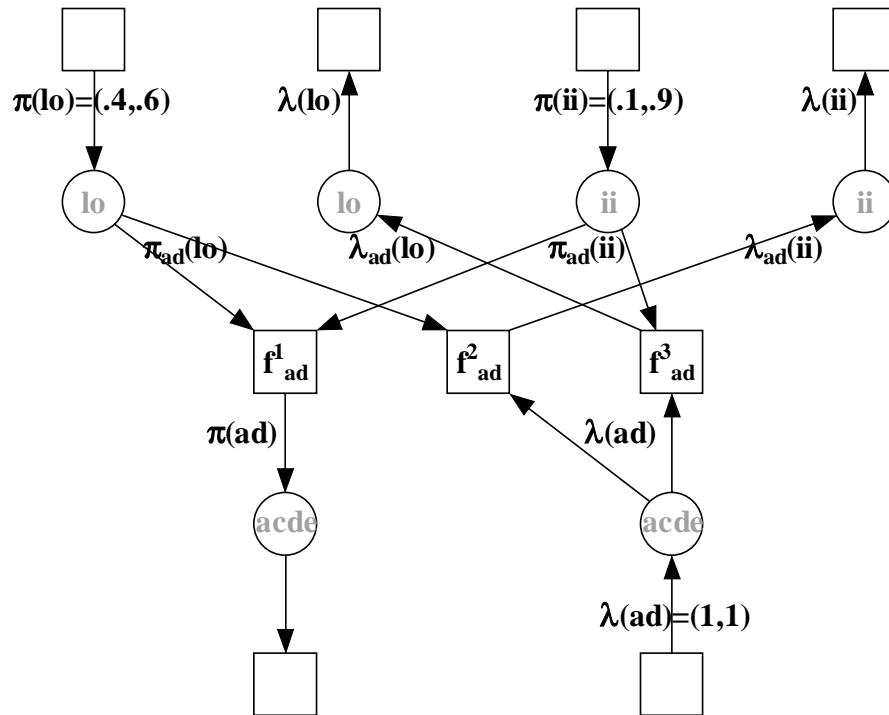 π(lo)=(.4,.6) λ(lo) π(ii)=(.1,.9) λ(ii)
lo lo ii ii
πad(lo) λad(lo) πad(ii) λad(ii)
f1ad f2ad f3ad
π(ad) λ(ad)
acde acde
λ(ad)=(1,1)